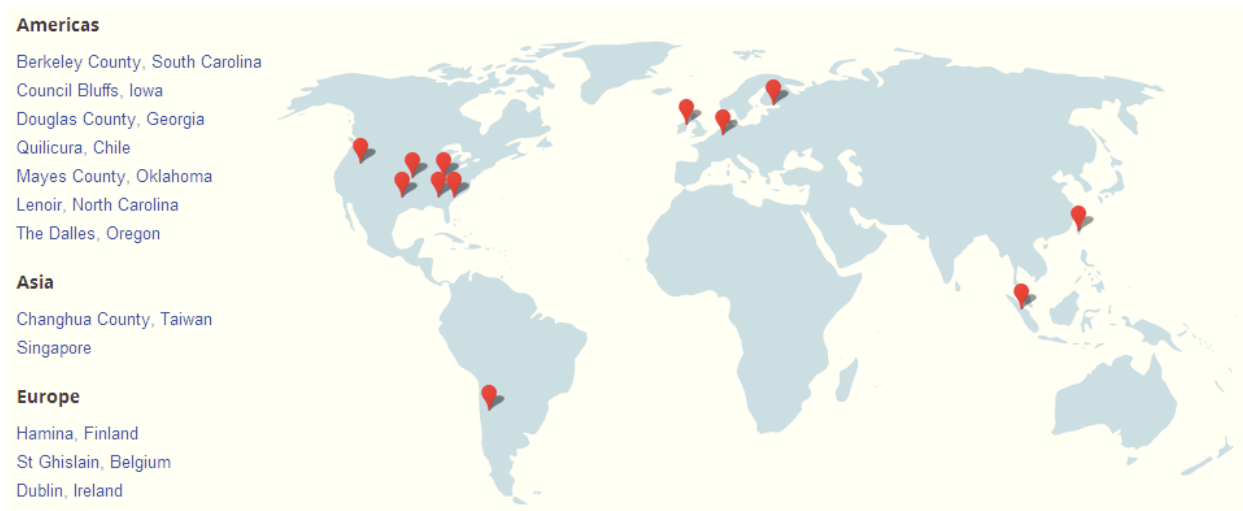 Americas
Berkeley County, South Carolina
Council Bluffs, Iowa
Douglas County, Georgia
Quilicura, Chile
Mayes County, Oklahoma
Lenoir, North Carolina
The Dalles, Oregon
Asia
Changhua County, Taiwan
Singapore
Europe
Hamina, Finland
St Ghislain, Belgium
Dublin, Ireland